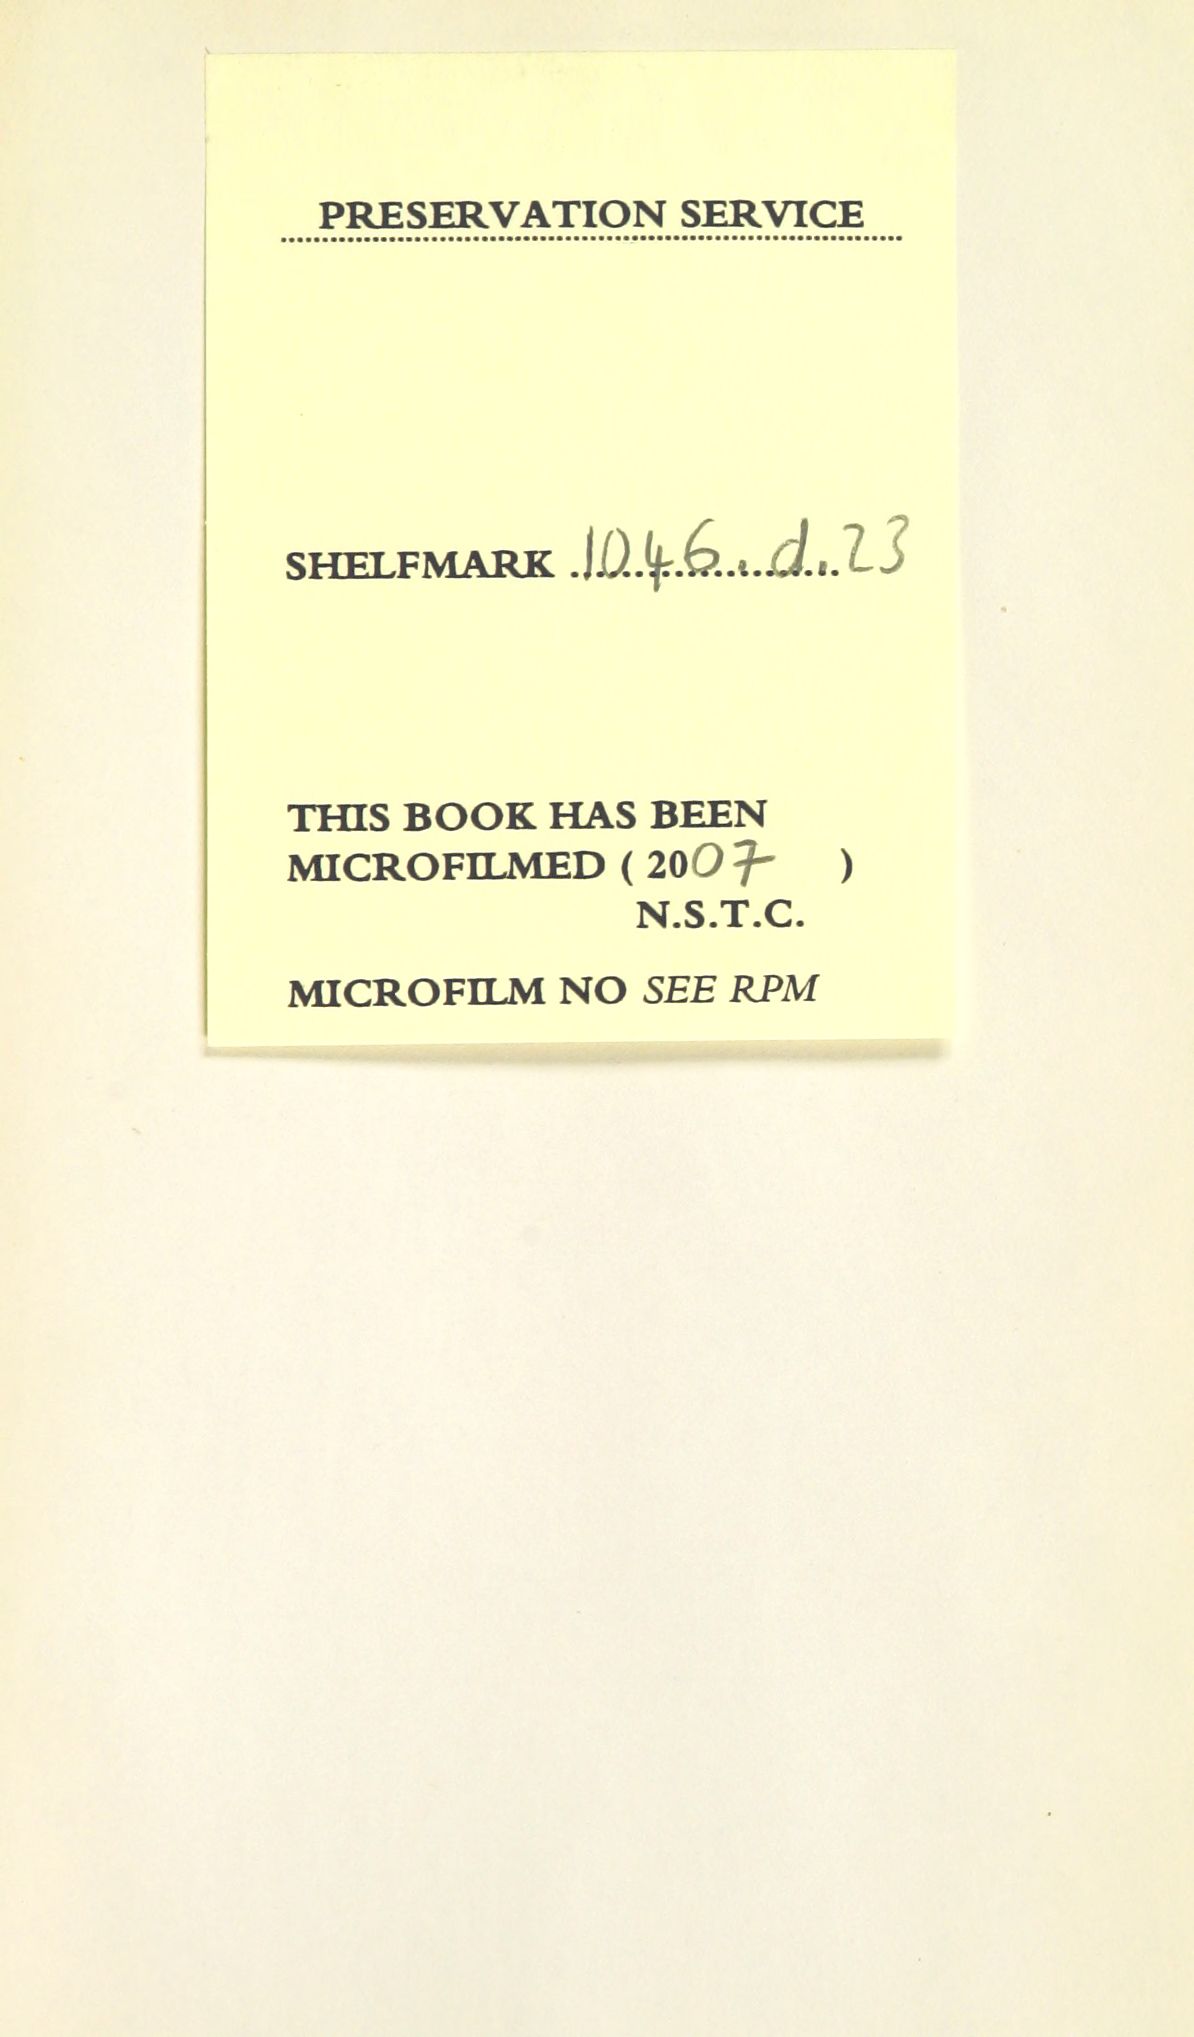 PRESERVATION SERVICE
SHELFMARK 1046.d.23
THIS BOOK HAS BEEN
MICROFILMED ( 2007 )
N.S.T.C.
MICROFILM NO SEE RPM